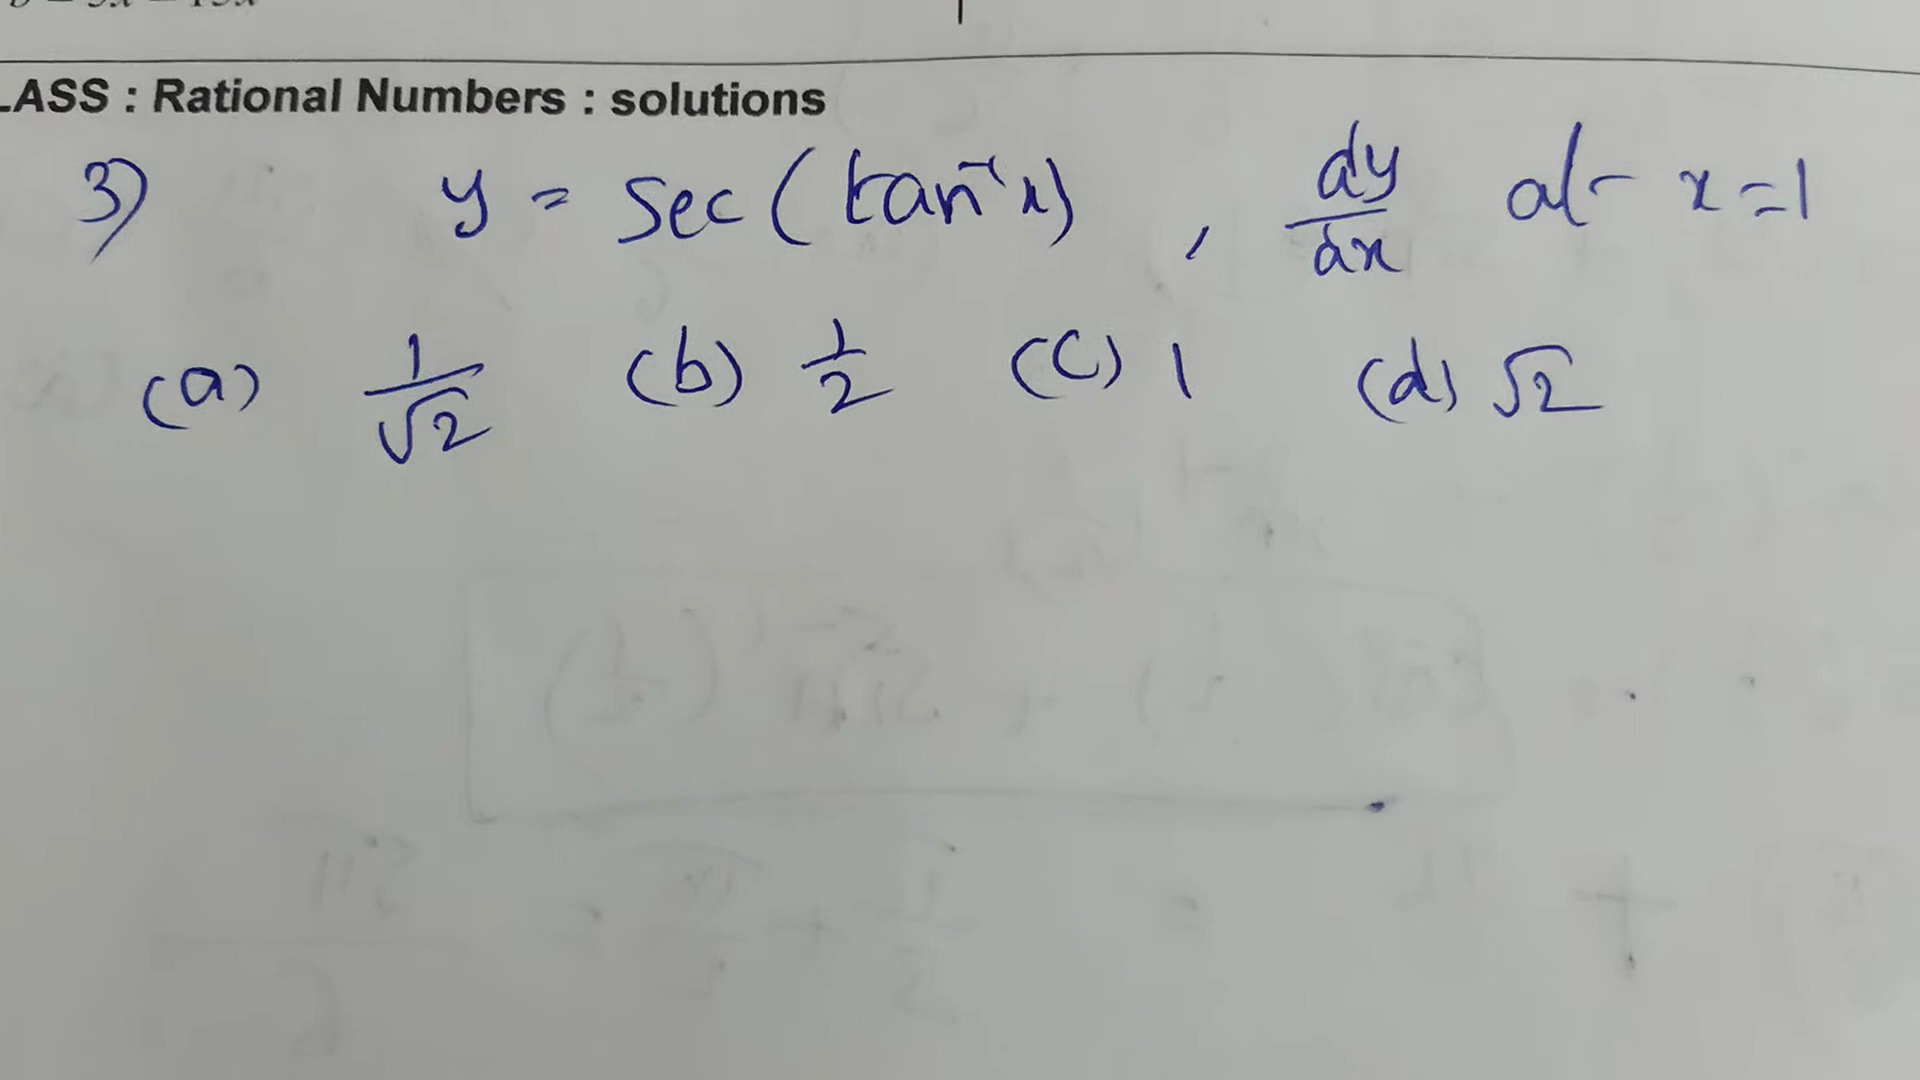 LASS : Rational Numbers : solutions
3) y = sec(tan⁻¹x) , dy/dx at x=1
(a) 1/√2 (b) 1/2 (c) 1 (d) √2